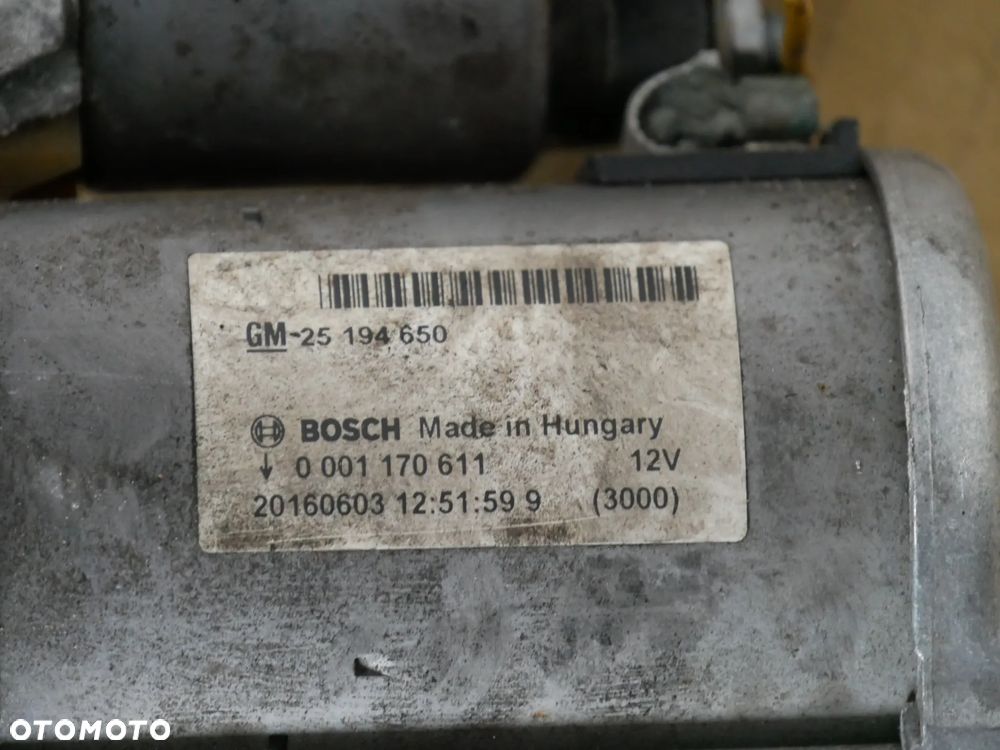 GM-25 194 650
BOSCH Made in Hungary
0 001 170 611 12V
20160603 12:51:59 9 (3000)
OTOMOTO